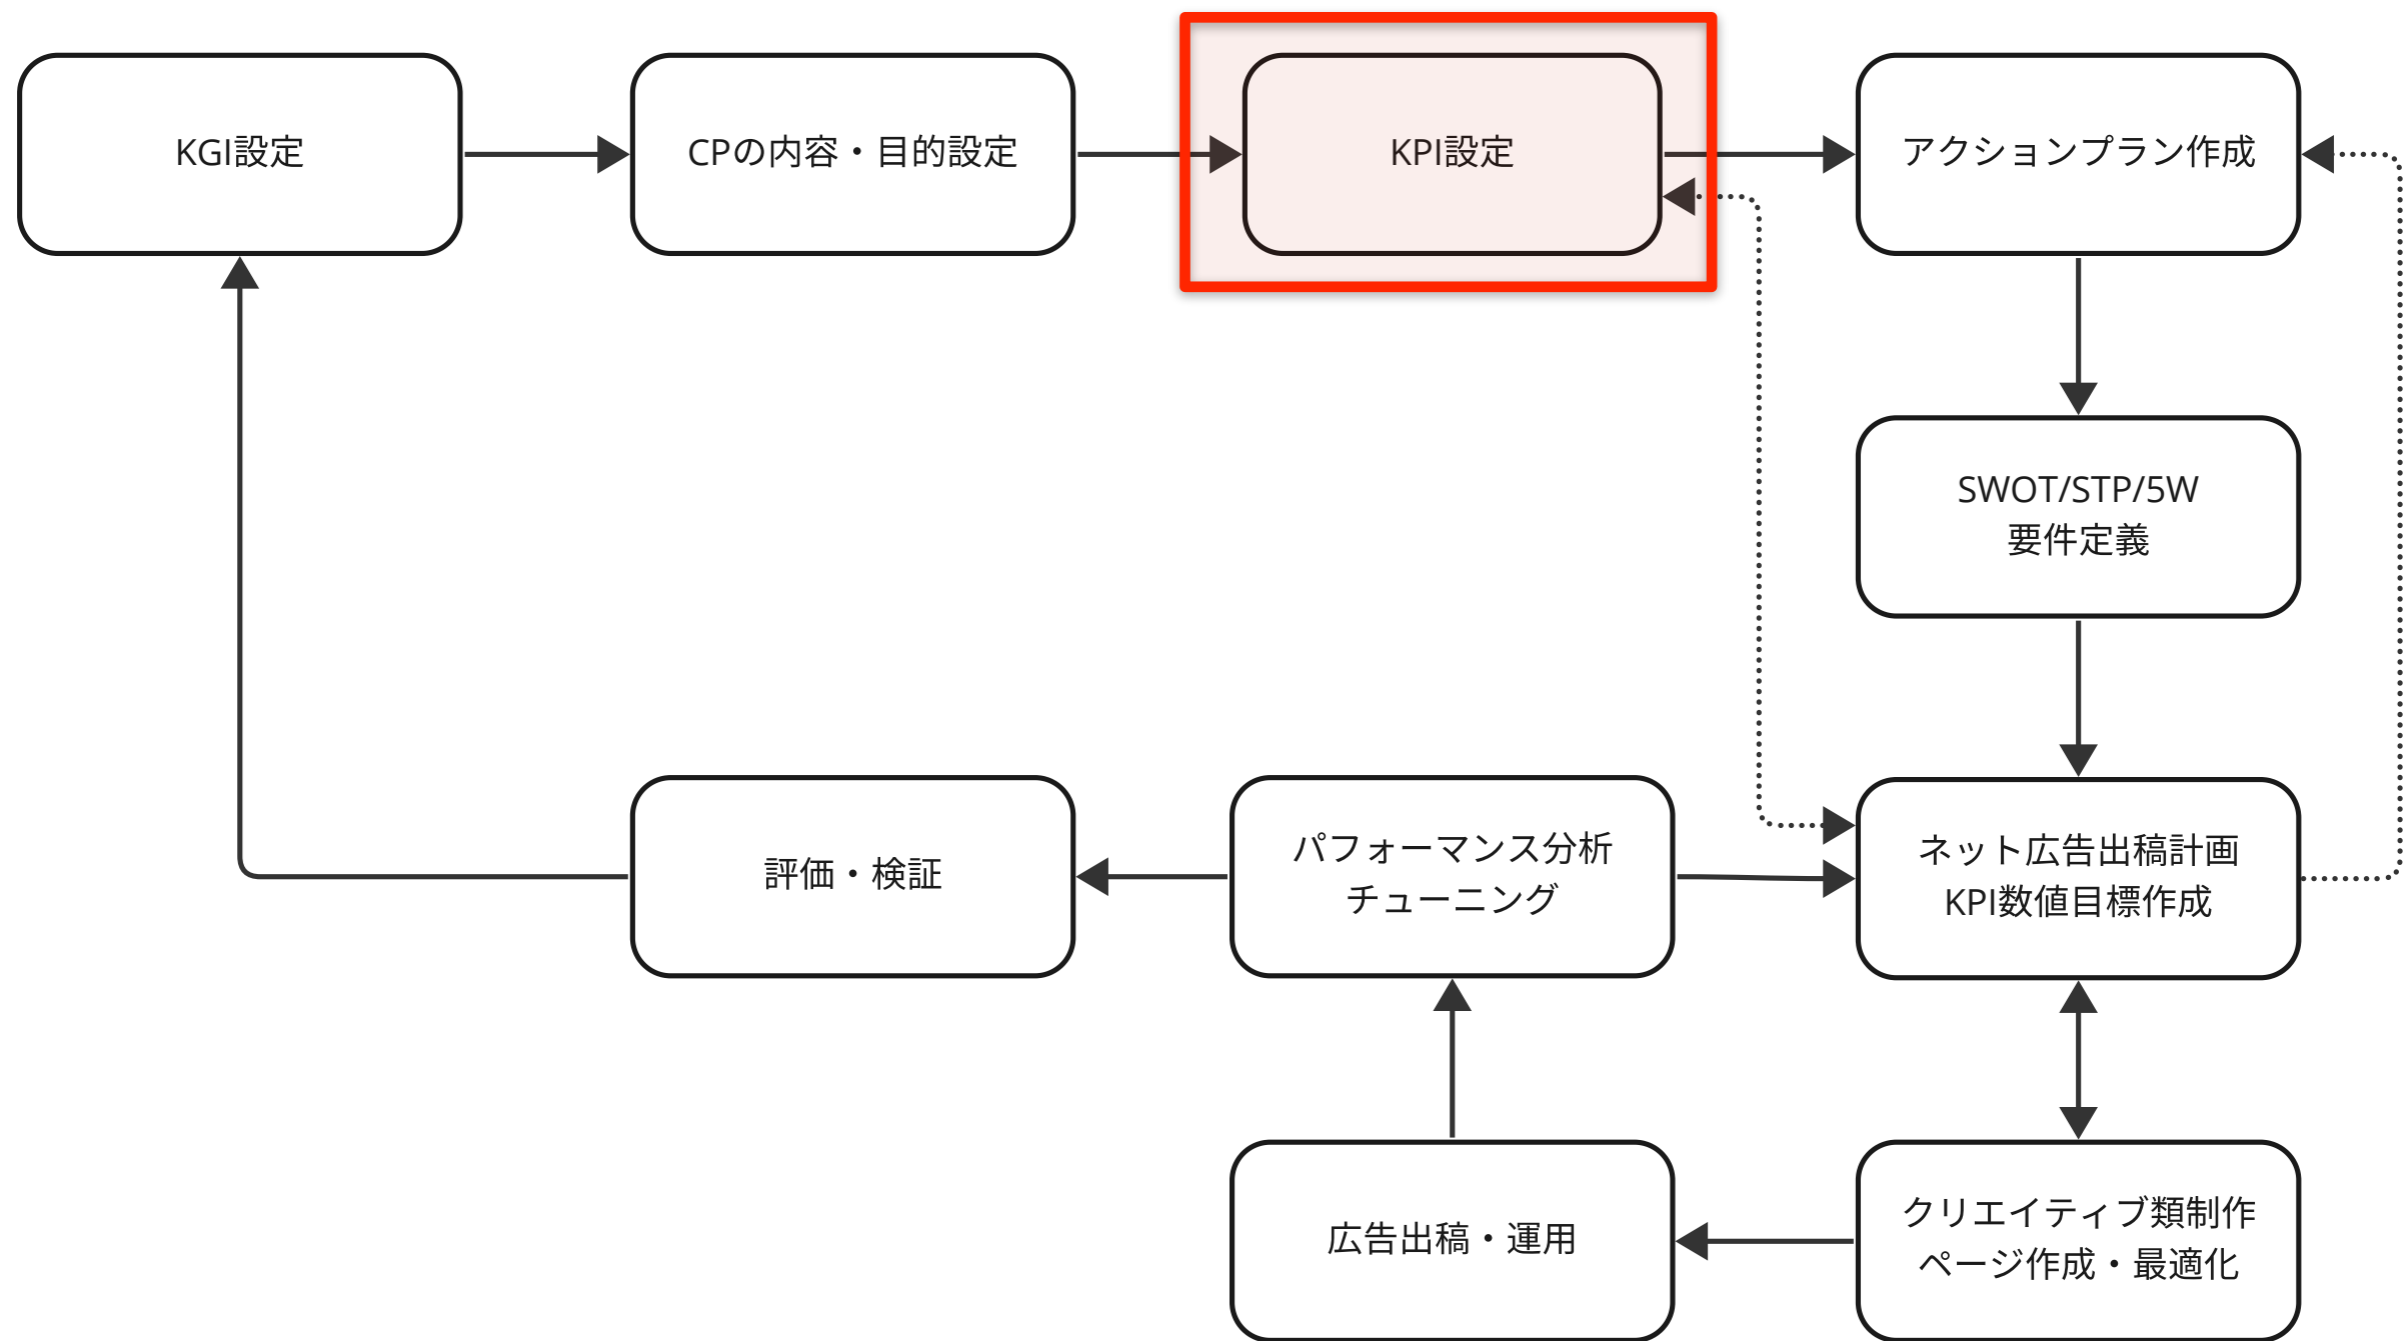 KGI設定
CPの内容・目的設定
KPI設定
アクションプラン作成
SWOT/STP/5W
要件定義
評価・検証
パフォーマンス分析
チューニング
ネット広告出稿計画
KPI数値目標作成
広告出稿・運用
クリエイティブ類制作
ページ作成・最適化